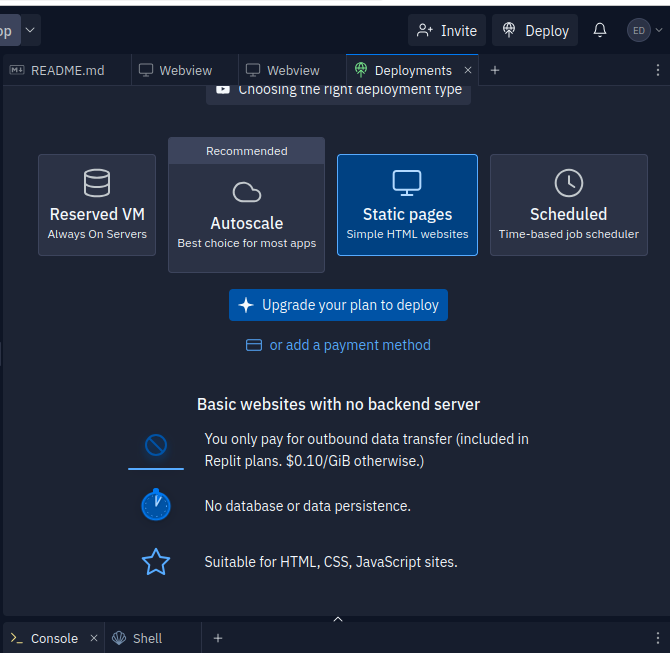 op
Invite
Deploy
ED
README.md
Webview
Webview
Deployments
Choosing the right deployment type
Recommended
Reserved VM
Always On Servers
Autoscale
Best choice for most apps
Static pages
Simple HTML websites
Scheduled
Time-based job scheduler
Upgrade your plan to deploy
or add a payment method
Basic websites with no backend server
You only pay for outbound data transfer (included in
Replit plans. $0.10/GiB otherwise.)
No database or data persistence.
Suitable for HTML, CSS, JavaScript sites.
Console
Shell